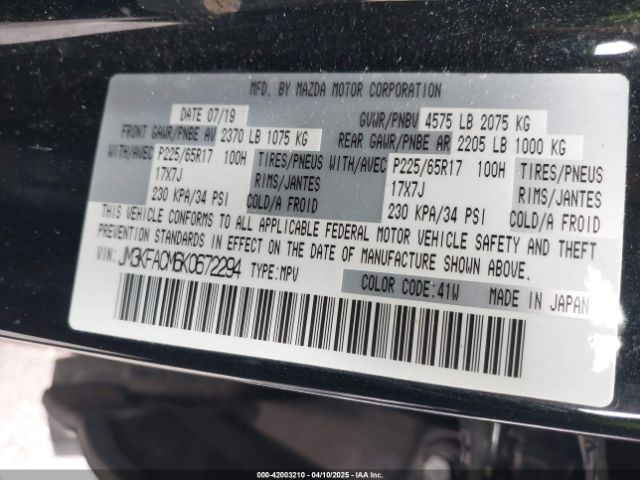 MFD. BY MAZDA MOTOR CORPORATION
DATE 07/19 GVWR/PNBV 4575 LB 2075 KG
FRONT GAWR/PNBE AV 2370 LB 1075 KG REAR GAWR/PNBE AR 2205 LB 1000 KG
WITH/AVEC P225/65R17 100H TIRES/PNEUS WITH/AVEC P225/65R17 100H TIRES/PNEUS
17X7J RIMS/JANTES 17X7J RIMS/JANTES
230 KPA/34 PSI COLD/A FROID 230 KPA/34 PSI COLD/A FROID
THIS VEHICLE CONFORMS TO ALL APPLICABLE FEDERAL MOTOR VEHICLE SAFETY AND THEFT
PREVENTION STANDARDS IN EFFECT ON THE DATE OF MANUFACTURE SHOWN ABOVE.
VIN: JM3KFACM6K0672294 TYPE: MPV
COLOR CODE: 41W MADE IN JAPAN
000-42003210 - 04/10/2025 - IAA Inc.